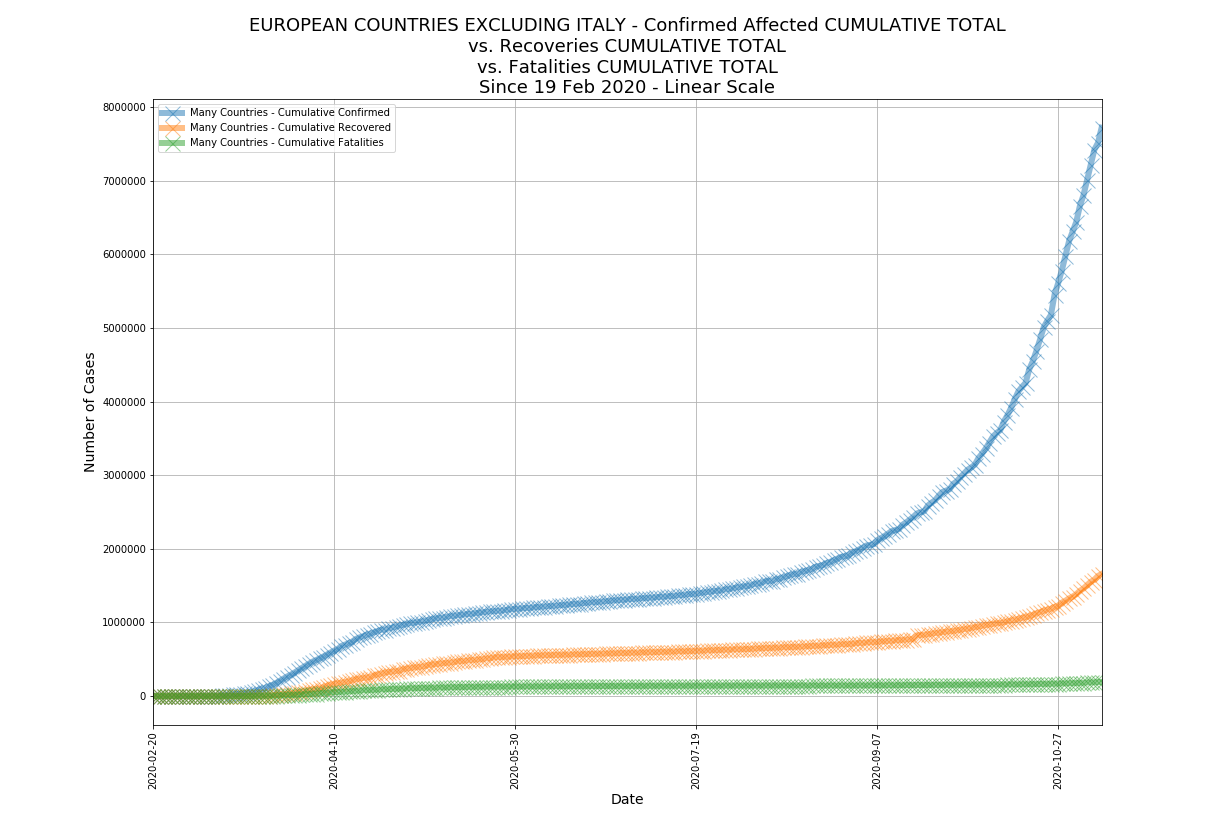 EUROPEAN COUNTRIES EXCLUDING ITALY - Confirmed Affected CUMULATIVE TOTAL
vs. Recoveries CUMULATIVE TOTAL
vs. Fatalities CUMULATIVE TOTAL
Since 19 Feb 2020 - Linear Scale
Many Countries - Cumulative Confirmed
Many Countries - Cumulative Recovered
Many Countries - Cumulative Fatalities
8000000
7000000
6000000
5000000
4000000
3000000
2000000
1000000
0
Number of Cases
2020-02-20
2020-04-10
2020-05-30
2020-07-19
2020-09-07
2020-10-27
Date